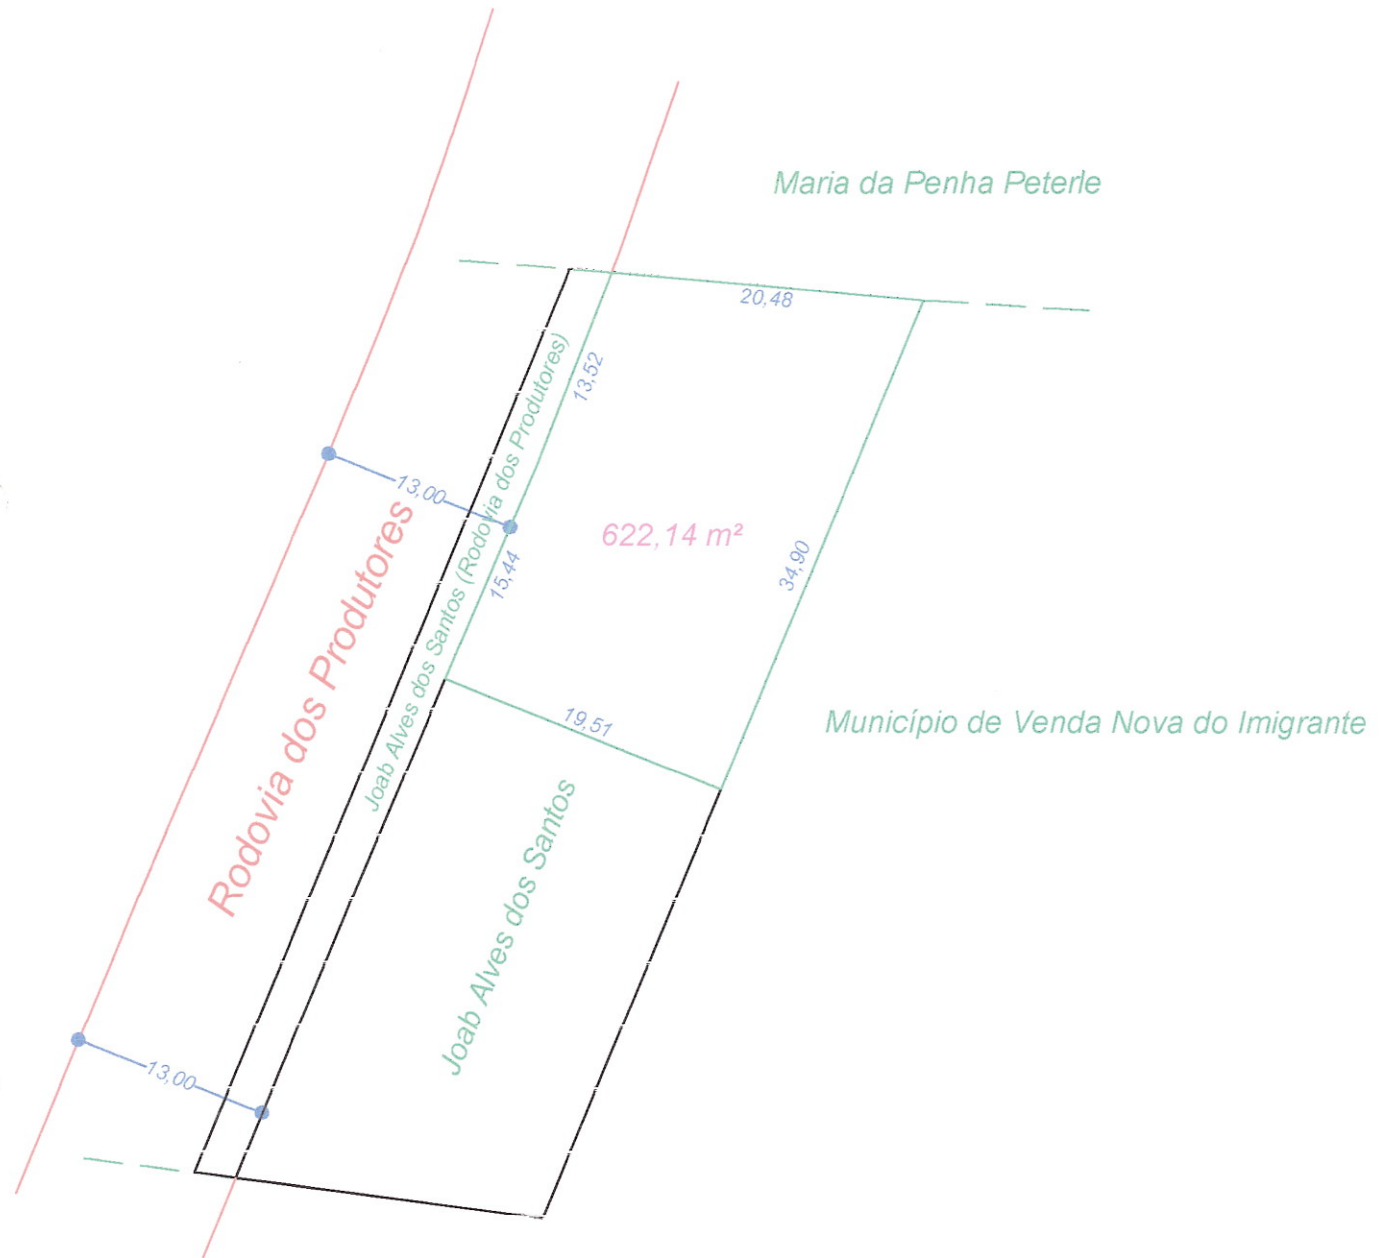 Maria da Penha Peterle
20,48
13,52
Joab Alves dos Santos (Rodovia dos Produtores)
13,00
15,44
622,14 m²
34,90
Rodovia dos Produtores
19,51
Município de Venda Nova do Imigrante
Joab Alves dos Santos
13,00